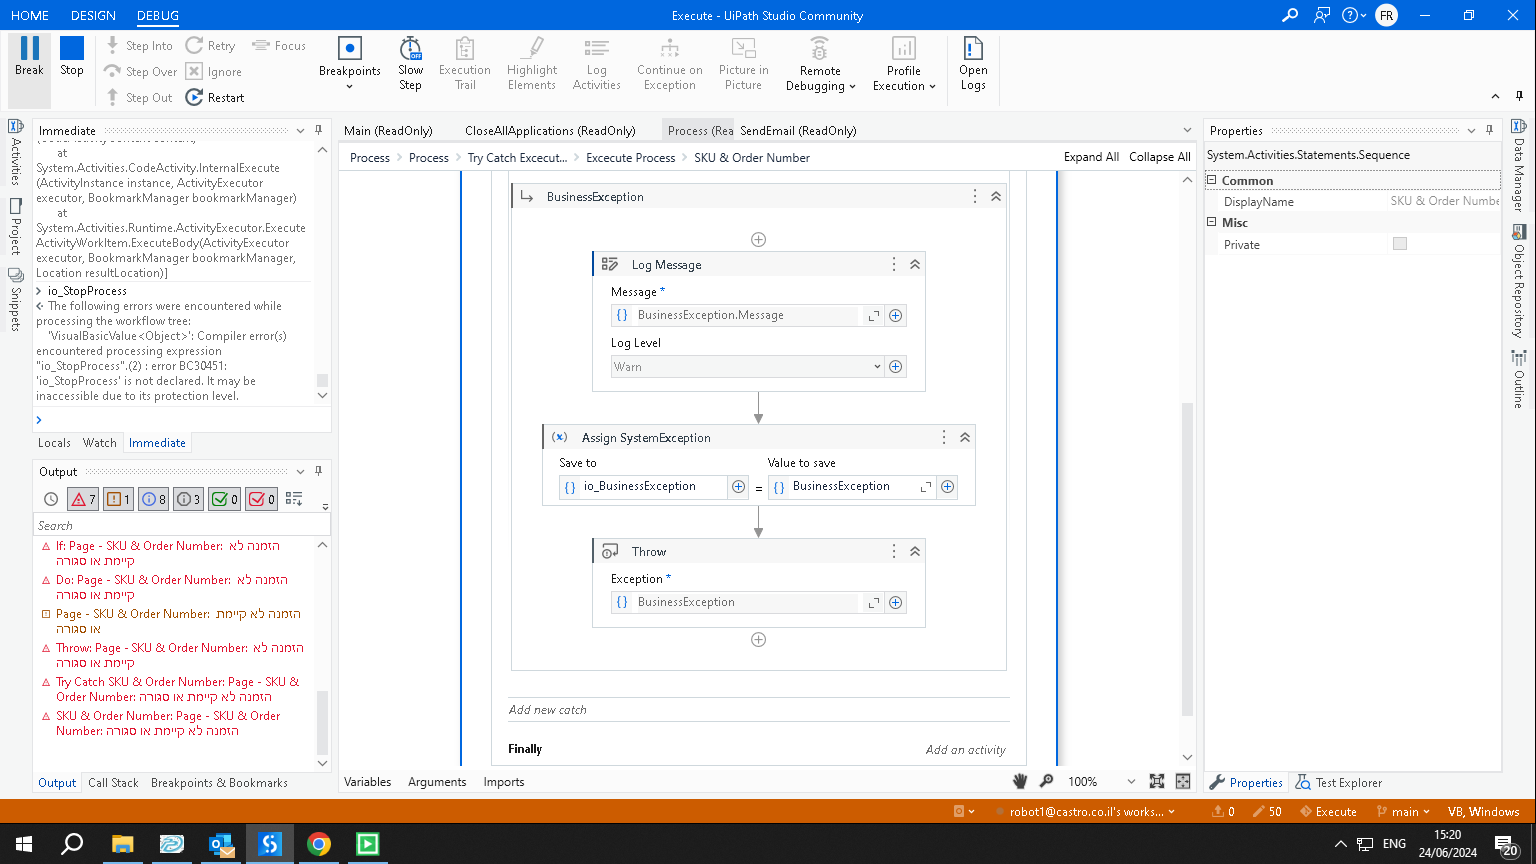 HOME DESIGN DEBUG
Execute - UiPath Studio Community
FR
Break
Stop
Step Into
Step Over
Step Out
Retry
Ignore
Restart
Focus
Breakpoints
Slow
Step
Execution
Trail
Highlight
Elements
Log
Activities
Continue on
Exception
Picture in
Picture
Remote
Debugging
Profile
Execution
Open
Logs
Activities
Project
Snippets
Immediate
at
System.Activities.CodeActivity.InternalExecute
(ActivityInstance instance, ActivityExecutor
executor, BookmarkManager bookmarkManager)
at
System.Activities.Runtime.ActivityExecutor.Execute
ActivityWorkItem.ExecuteBody(ActivityExecutor
executor, BookmarkManager bookmarkManager,
Location resultLocation)]
io_StopProcess
The following errors were encountered while
processing the workflow tree:
'VisualBasicValue<Object>': Compiler error(s)
encountered processing expression
"io_StopProcess".(2) : error BC30451:
'io_StopProcess' is not declared. It may be
inaccessible due to its protection level.
Locals Watch Immediate
Output
7 1 8 3 0 0
Search
If: Page - SKU & Order Number: הזמנה לא
קיימת או סגורה
Do: Page - SKU & Order Number: הזמנה לא
קיימת או סגורה
Page - SKU & Order Number: הזמנה לא קיימת
או סגורה
Throw: Page - SKU & Order Number: הזמנה לא
קיימת או סגורה
Try Catch SKU & Order Number: Page - SKU &
Order Number: הזמנה לא קיימת או סגורה
SKU & Order Number: Page - SKU & Order
Number: הזמנה לא קיימת או סגורה
Output Call Stack Breakpoints & Bookmarks
Main (ReadOnly) CloseAllApplications (ReadOnly) Process (Rea SendEmail (ReadOnly)
Process Process Try Catch Excecut... Excecute Process SKU & Order Number
Expand All Collapse All
BusinessException
Log Message
Message *
BusinessException.Message
Log Level
Warn
Assign SystemException
Save to Value to save
io_BusinessException = BusinessException
Throw
Exception *
BusinessException
Add new catch
Finally Add an activity
Variables Arguments Imports
100%
Properties
System.Activities.Statements.Sequence
Common
DisplayName SKU & Order Numbe
Misc
Private
Properties Test Explorer
Data Manager
Object Repository
Outline
robot1@castro.co.il's works... 0 50 Execute main VB, Windows
ENG
15:20
24/06/2024
20